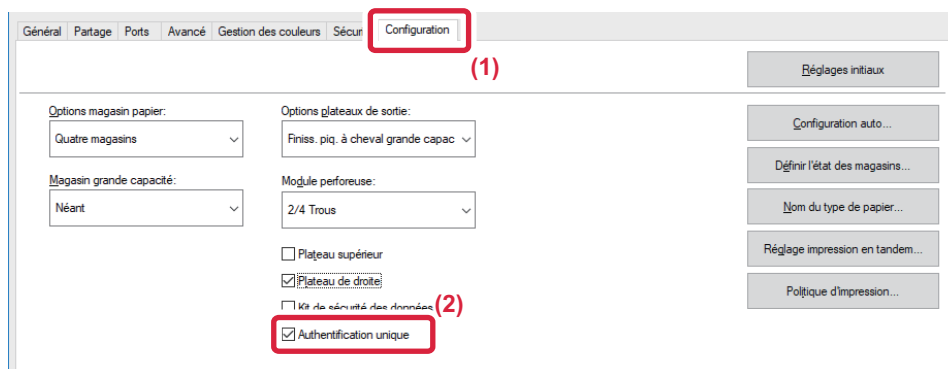 Général Partage Ports Avancé Gestion des couleurs Sécur Configuration
(1)
Réglages initiaux
Options magasin papier: Options plateaux de sortie:
Quatre magasins Finiss. piq. à cheval grande capac Configuration auto...
Définir l'état des magasins...
Magasin grande capacité: Module perforeuse:
Néant 2/4 Trous Nom du type de papier...
Plateau supérieur Réglage impression en tandem...
Plateau de droite
Kit de sécurité des données (2) Politique d'impression...
Authentification unique